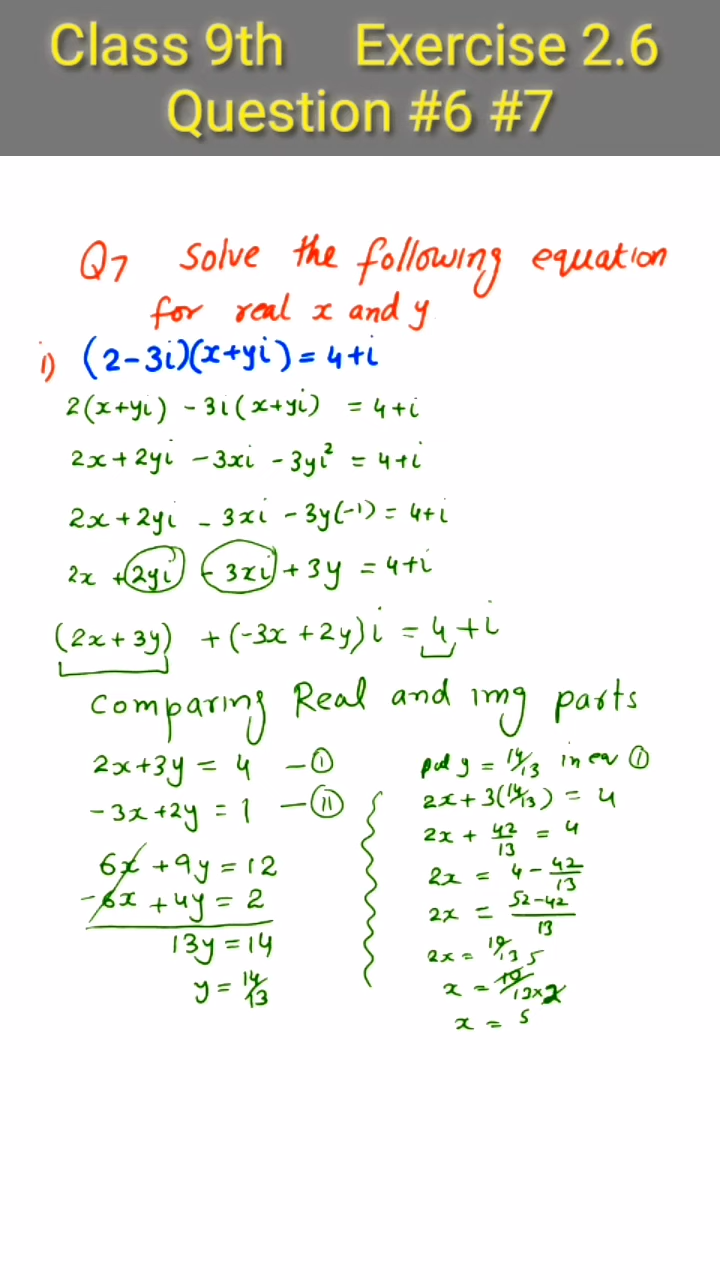 Class 9th Exercise 2.6
Question #6 #7
Q7 Solve the following equation
for real x and y
i) (2-3i)(x+yi) = 4+i
2(x+yi) - 3i(x+yi) = 4+i
2x + 2yi - 3xi - 3yi² = 4+i
2x + 2yi - 3xi - 3y(-1) = 4+i
2x + 2yi - 3xi + 3y = 4+i
(2x+3y) + (-3x+2y)i = 4+i
Comparing Real and img parts
2x+3y = 4 - ①
-3x+2y = 1 - ⑪
6x + 9y = 12
-6x + 4y = 2
13y = 14
y = 14/13
put y = 14/13 in eq ①
2x + 3(14/13) = 4
2x + 42/13 = 4
2x = 4 - 42/13
2x = 52-42/13
2x = 10/13 5
x = 10/13×2
x = 5